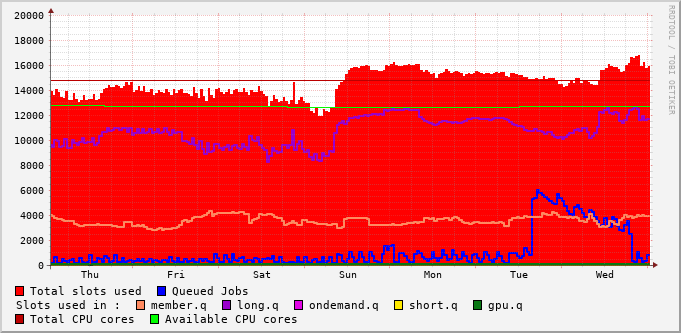 20000
18000
16000
14000
12000
10000
8000
6000
4000
2000
0
Thu Fri Sat Sun Mon Tue Wed
RRDTOOL / TOBI OETIKER
Total slots used Queued Jobs
Slots used in : member.q long.q ondemand.q short.q gpu.q
Total CPU cores Available CPU cores